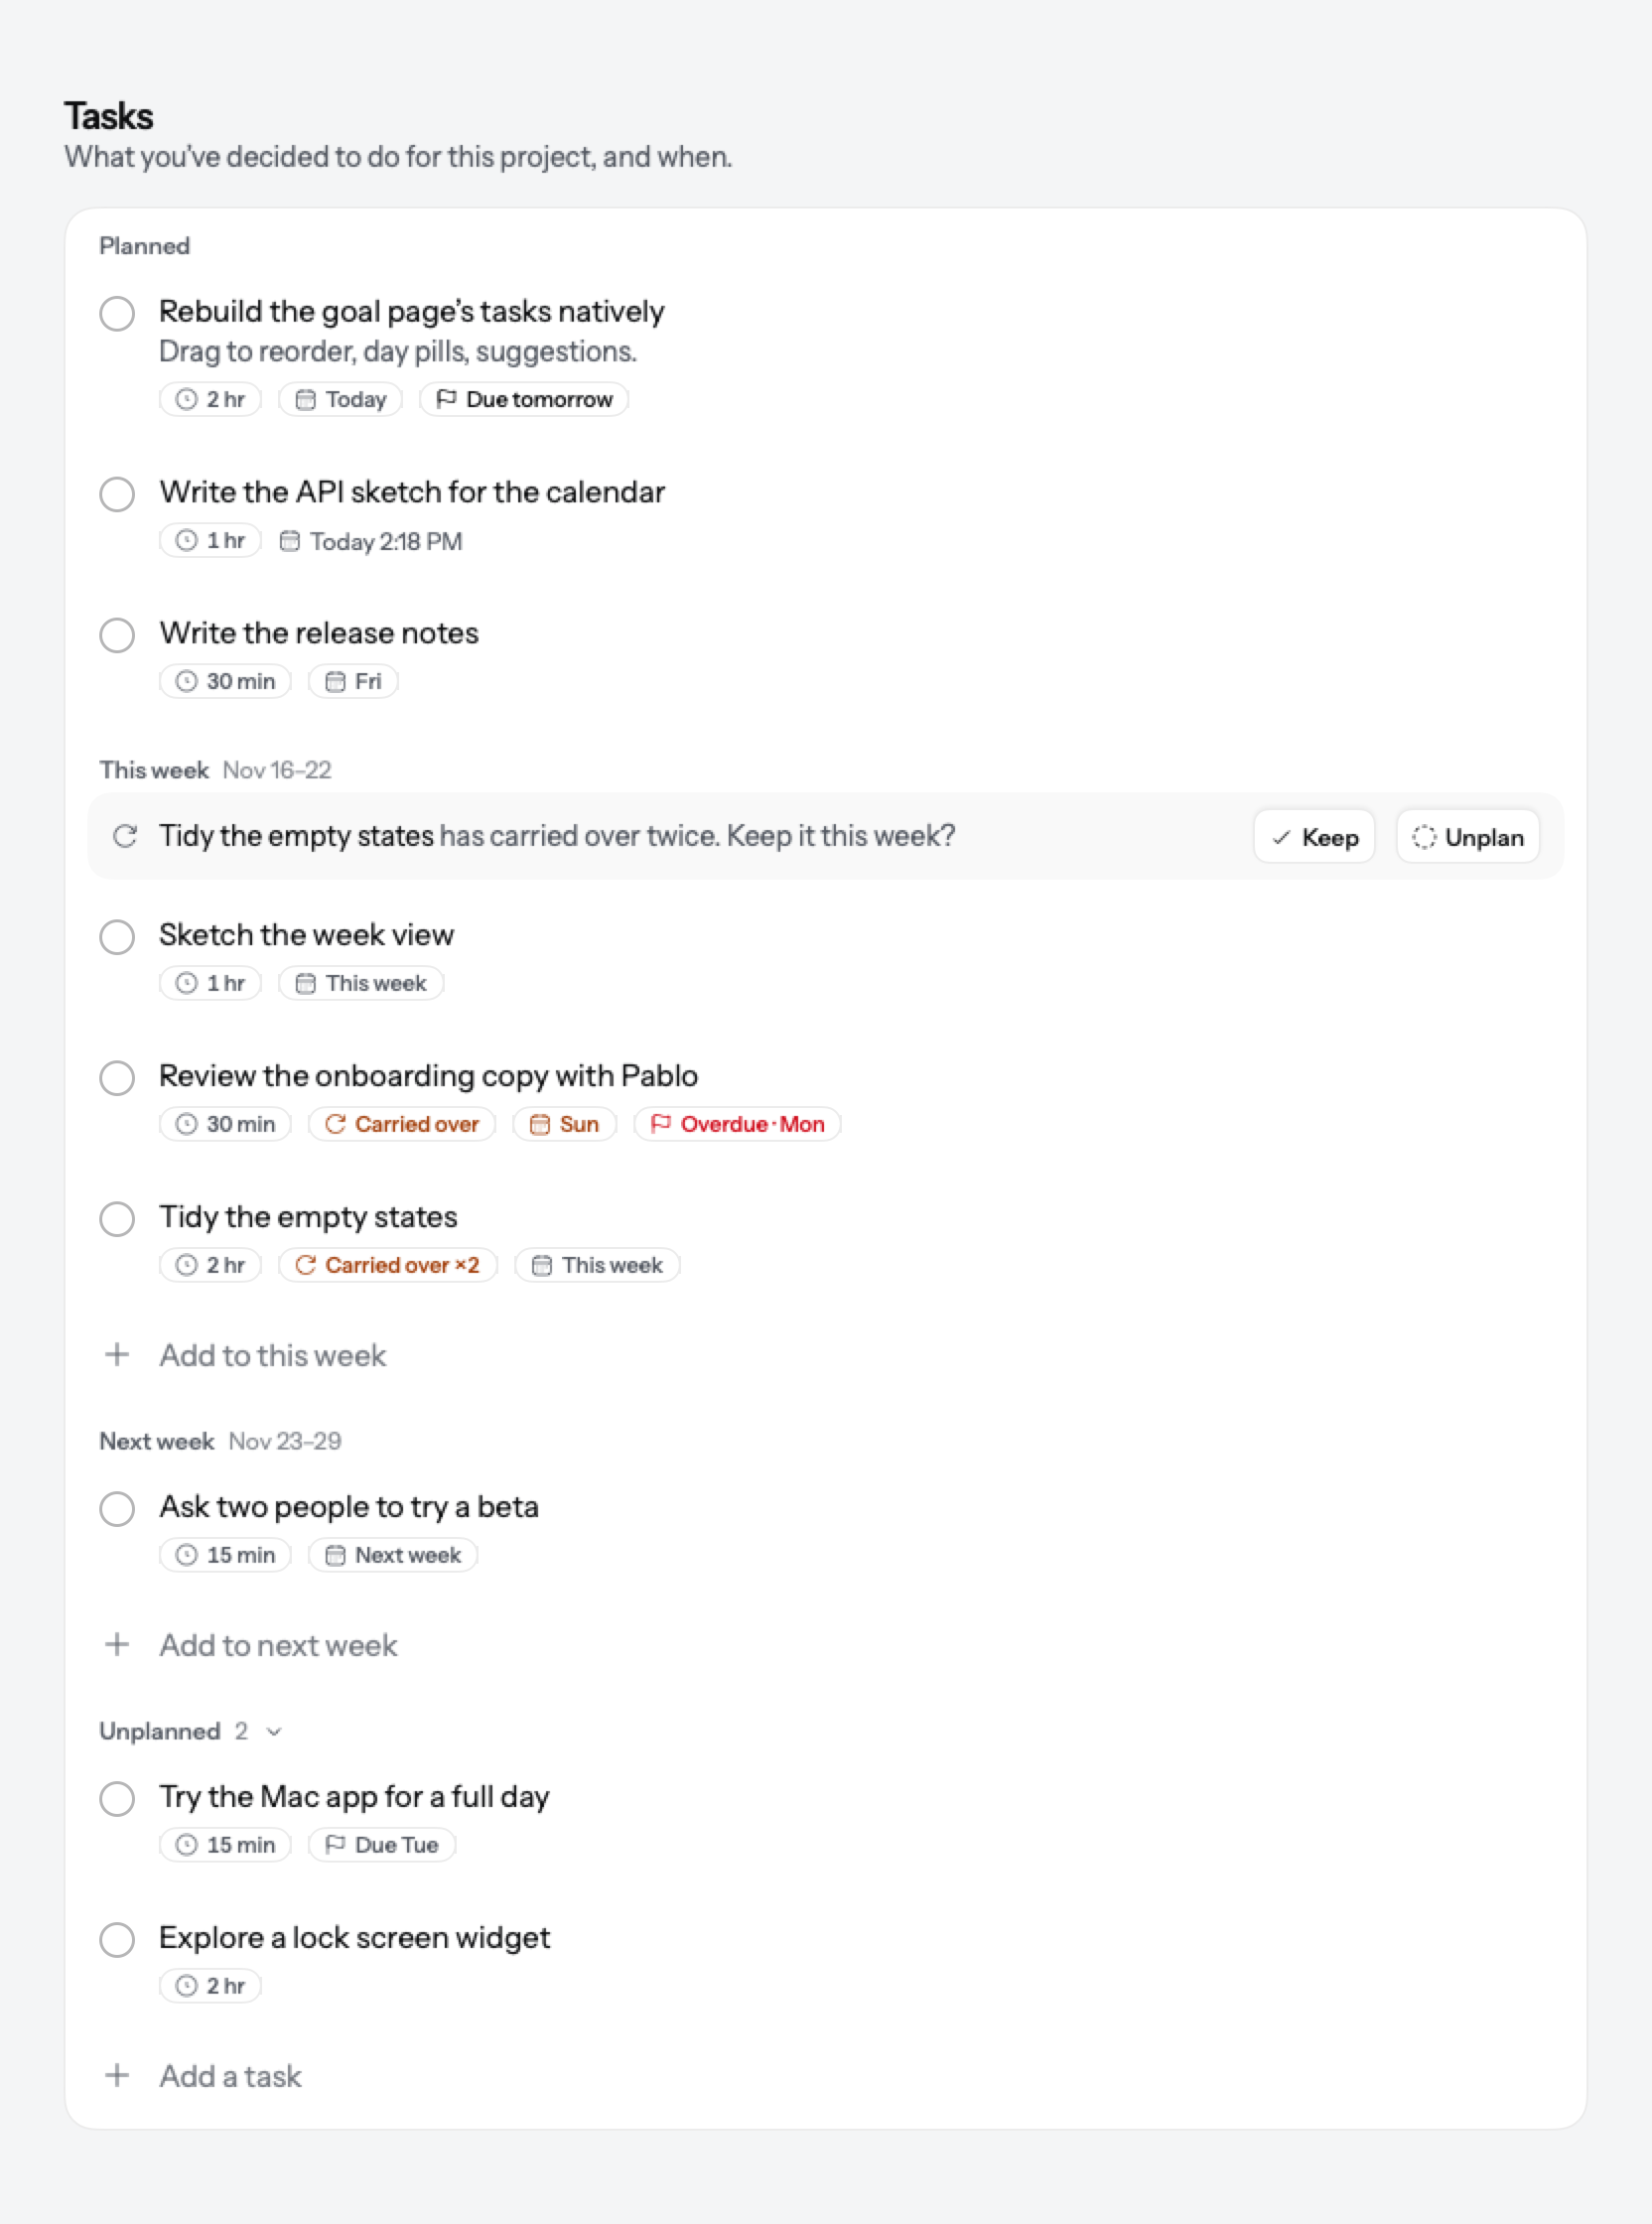 Tasks
What you’ve decided to do for this project, and when.
Planned
Rebuild the goal page’s tasks natively
Drag to reorder, day pills, suggestions.
2 hr Today Due tomorrow
Write the API sketch for the calendar
1 hr Today 2:18 PM
Write the release notes
30 min Fri
This week Nov 16–22
Tidy the empty states has carried over twice. Keep it this week? Keep Unplan
Sketch the week view
1 hr This week
Review the onboarding copy with Pablo
30 min Carried over Sun Overdue · Mon
Tidy the empty states
2 hr Carried over ×2 This week
Add to this week
Next week Nov 23–29
Ask two people to try a beta
15 min Next week
Add to next week
Unplanned 2
Try the Mac app for a full day
15 min Due Tue
Explore a lock screen widget
2 hr
Add a task